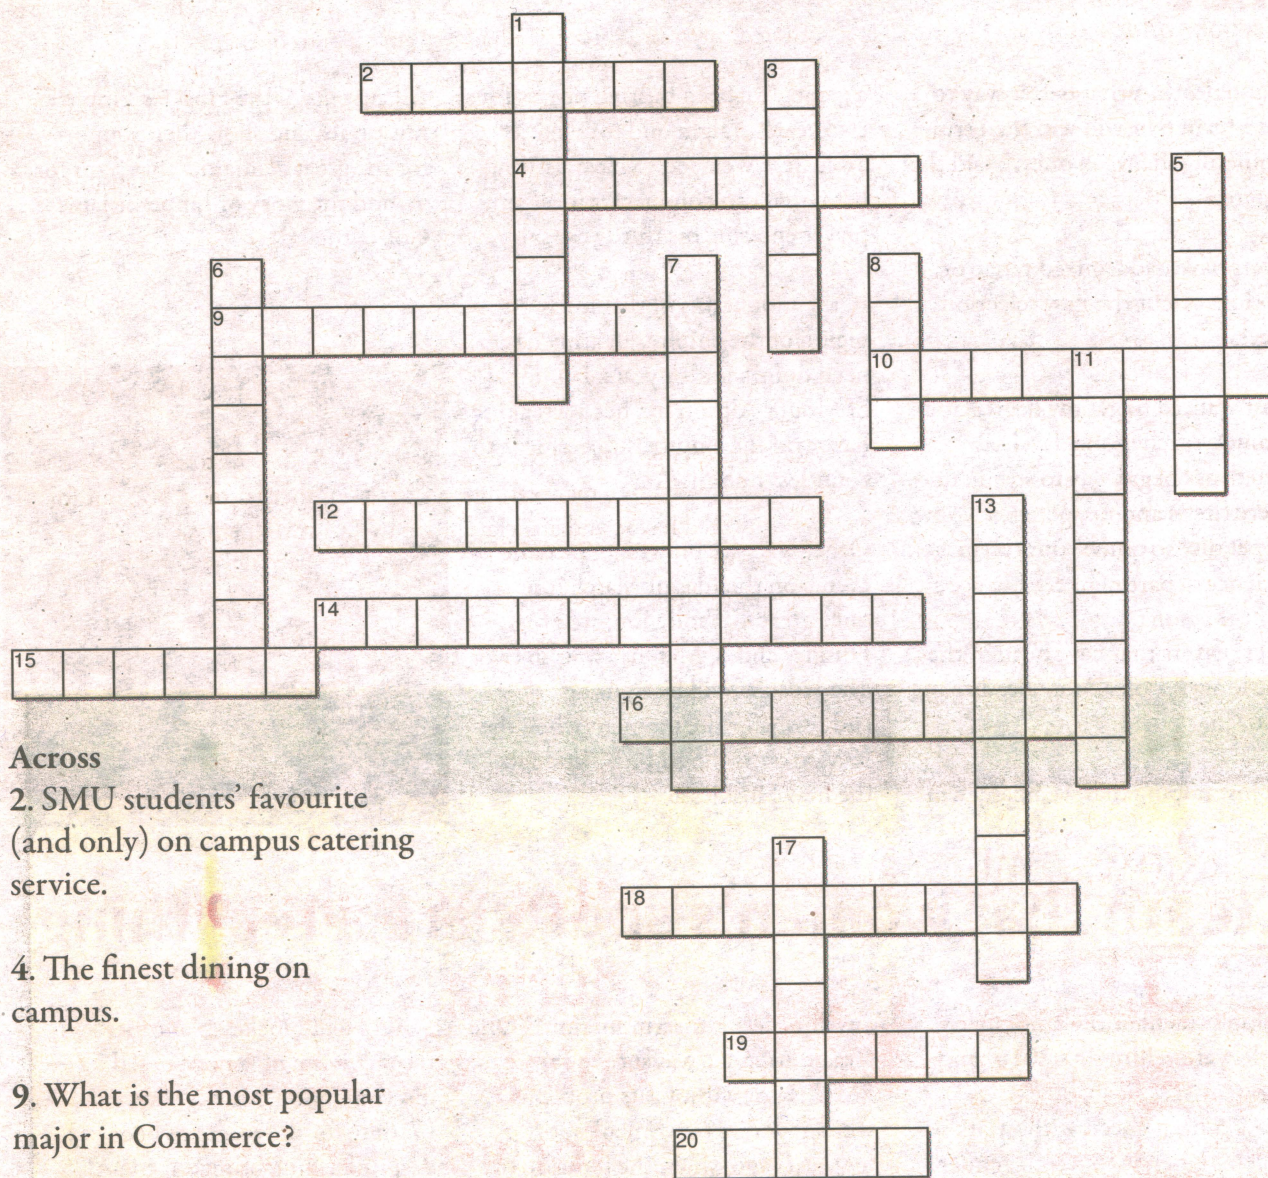 1
2
3
4
5
6
7
8
9
10
11
12
13
14
15
16
17
18
19
20
Across
2. SMU students' favourite
(and only) on campus catering
service.
4. The finest dining on
campus.
9. What is the most popular
major in Commerce?